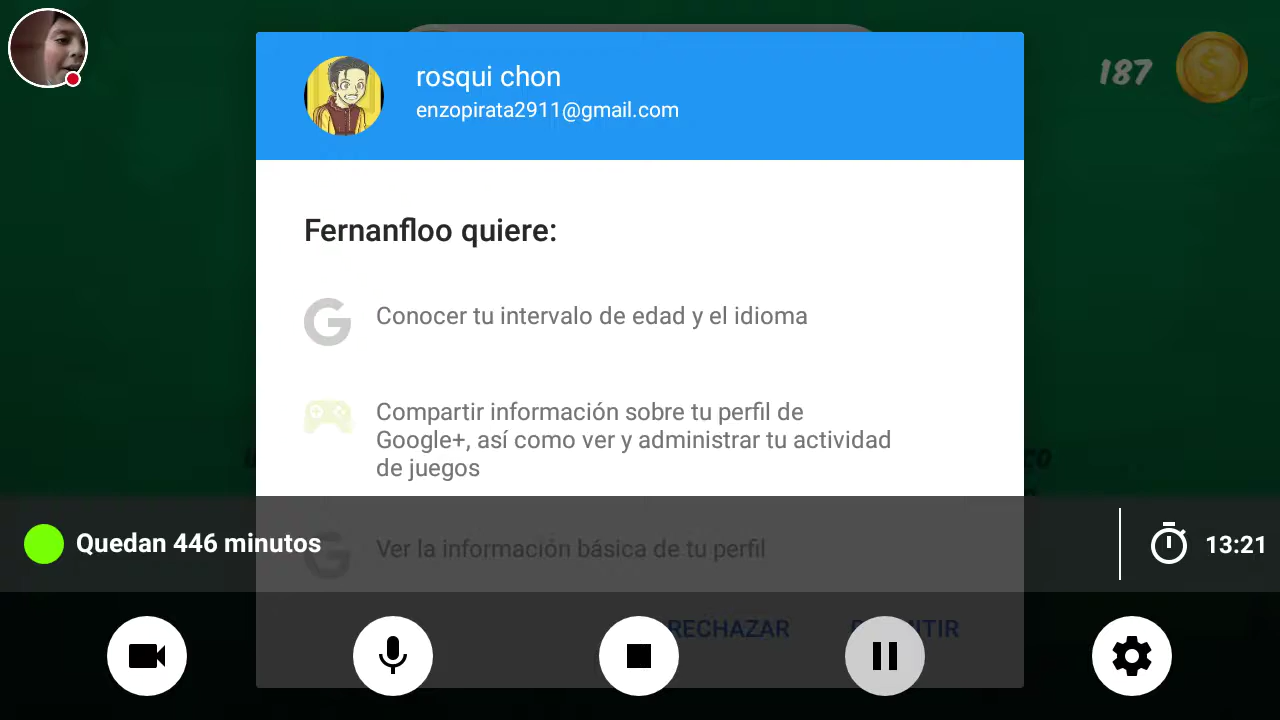 rosqui chon
enzopirata2911@gmail.com
187
Fernanfloo quiere:
Conocer tu intervalo de edad y el idioma
Compartir información sobre tu perfil de
Google+, así como ver y administrar tu actividad
de juegos
Quedan 446 minutos
Ver la información básica de tu perfil
13:21
RECHAZAR